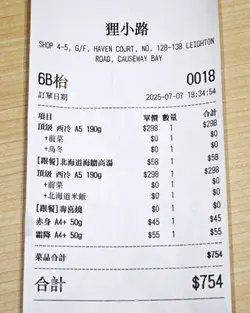 狸小路
SHOP 4-5, G/F, HAVEN COURT, NO. 128-138 LEIGHTON
ROAD, CAUSEWAY BAY
6B枱 0018
訂單日期 2025-07-07 19:34:54
項目 單價 數量 合計
頂級 西冷 A5 190g $298 1 $298
+前菜 $0 1 $0
+烏冬 $0 1 $0
[跟餐]北海道海膽高湯 $58 1 $58
頂級 西冷 A5 190g $298 1 $298
+前菜 $0 1 $0
+北海道米飯 $0 1 $0
[跟餐]壽喜燒 $0 1 $0
赤身 A4+ 50g $45 1 $45
霜降 A4+ 50g $55 1 $55
菜品合計 $754
合計 $754